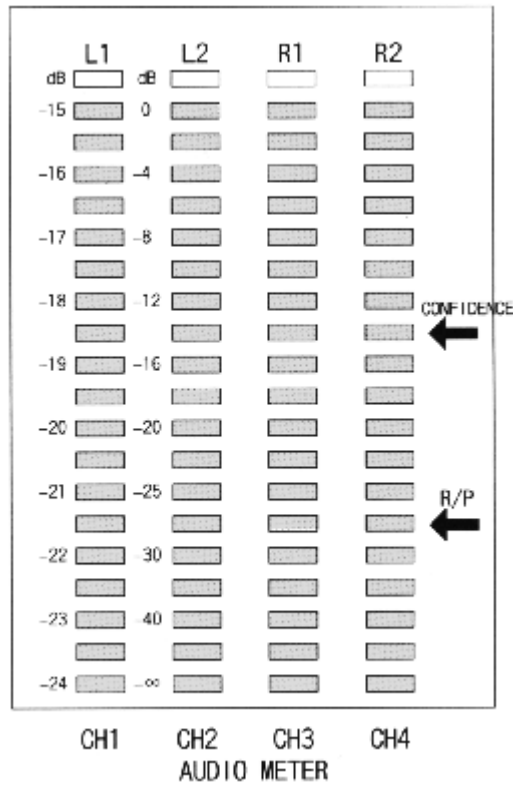 L1 L2 R1 R2
dB dB
-15 0
-16 -4
-17 -8
-18 -12
CONFIDENCE
-19 -16
-20 -20
-21 -25
R/P
-22 -30
-23 -40
-24 -∞
CH1 CH2 CH3 CH4
AUDIO METER